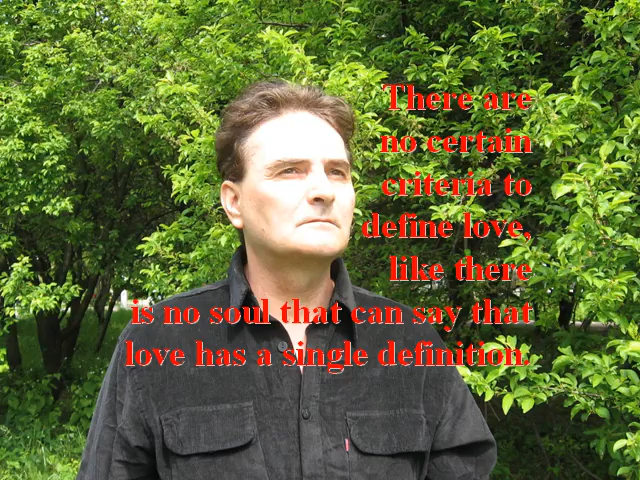 There are
no certain
criteria to
define love,
like there
is no soul that can say that
love has a single definition.